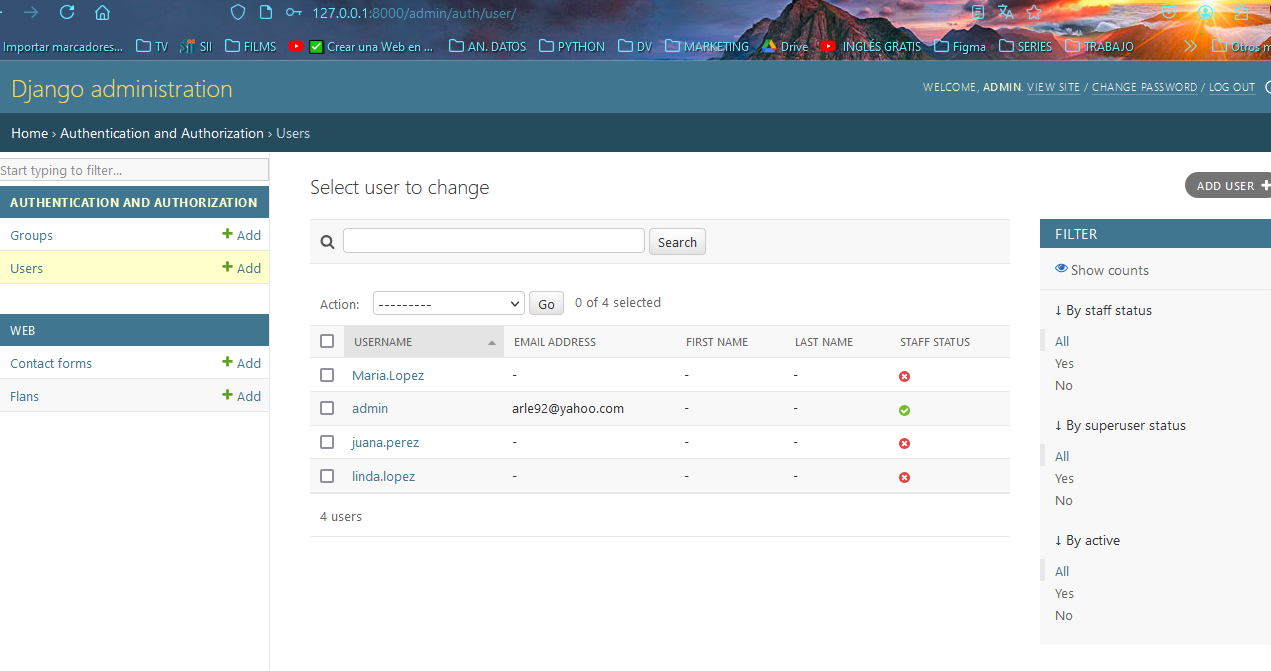 127.0.0.1:8000/admin/auth/user/
Importar marcadores... TV SII FILMS Crear una Web en ... AN. DATOS PYTHON DV MARKETING Drive INGLÉS GRATIS Figma SERIES TRABAJO Otros m
Django administration
WELCOME, ADMIN. VIEW SITE / CHANGE PASSWORD / LOG OUT
Home › Authentication and Authorization › Users
Start typing to filter...
AUTHENTICATION AND AUTHORIZATION
Groups + Add
Users + Add
WEB
Contact forms + Add
Flans + Add
Select user to change
ADD USER +
Search
Action: --------- Go 0 of 4 selected
USERNAME EMAIL ADDRESS FIRST NAME LAST NAME STAFF STATUS
Maria.Lopez - - -
admin arle92@yahoo.com - -
juana.perez - - -
linda.lopez - - -
4 users
FILTER
Show counts
↓ By staff status
All
Yes
No
↓ By superuser status
All
Yes
No
↓ By active
All
Yes
No